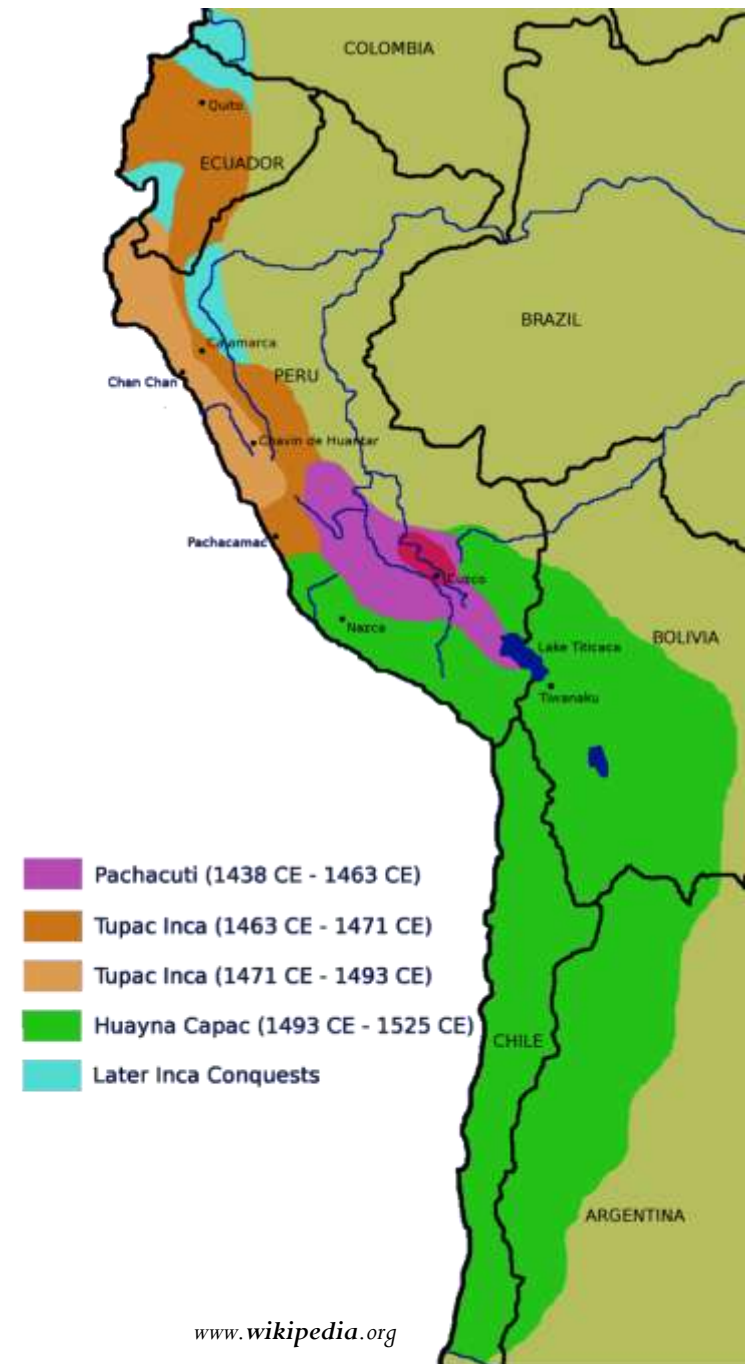 COLOMBIA
Quito
ECUADOR
BRAZIL
Cajamarca
PERU
Chan Chan
Chavin de Huantar
Pachacamac
Cuzco
Nazca
Lake Titicaca
BOLIVIA
Tiwanaku
Pachacuti (1438 CE - 1463 CE)
Tupac Inca (1463 CE - 1471 CE)
Tupac Inca (1471 CE - 1493 CE)
Huayna Capac (1493 CE - 1525 CE)
CHILE
Later Inca Conquests
ARGENTINA
www.wikipedia.org